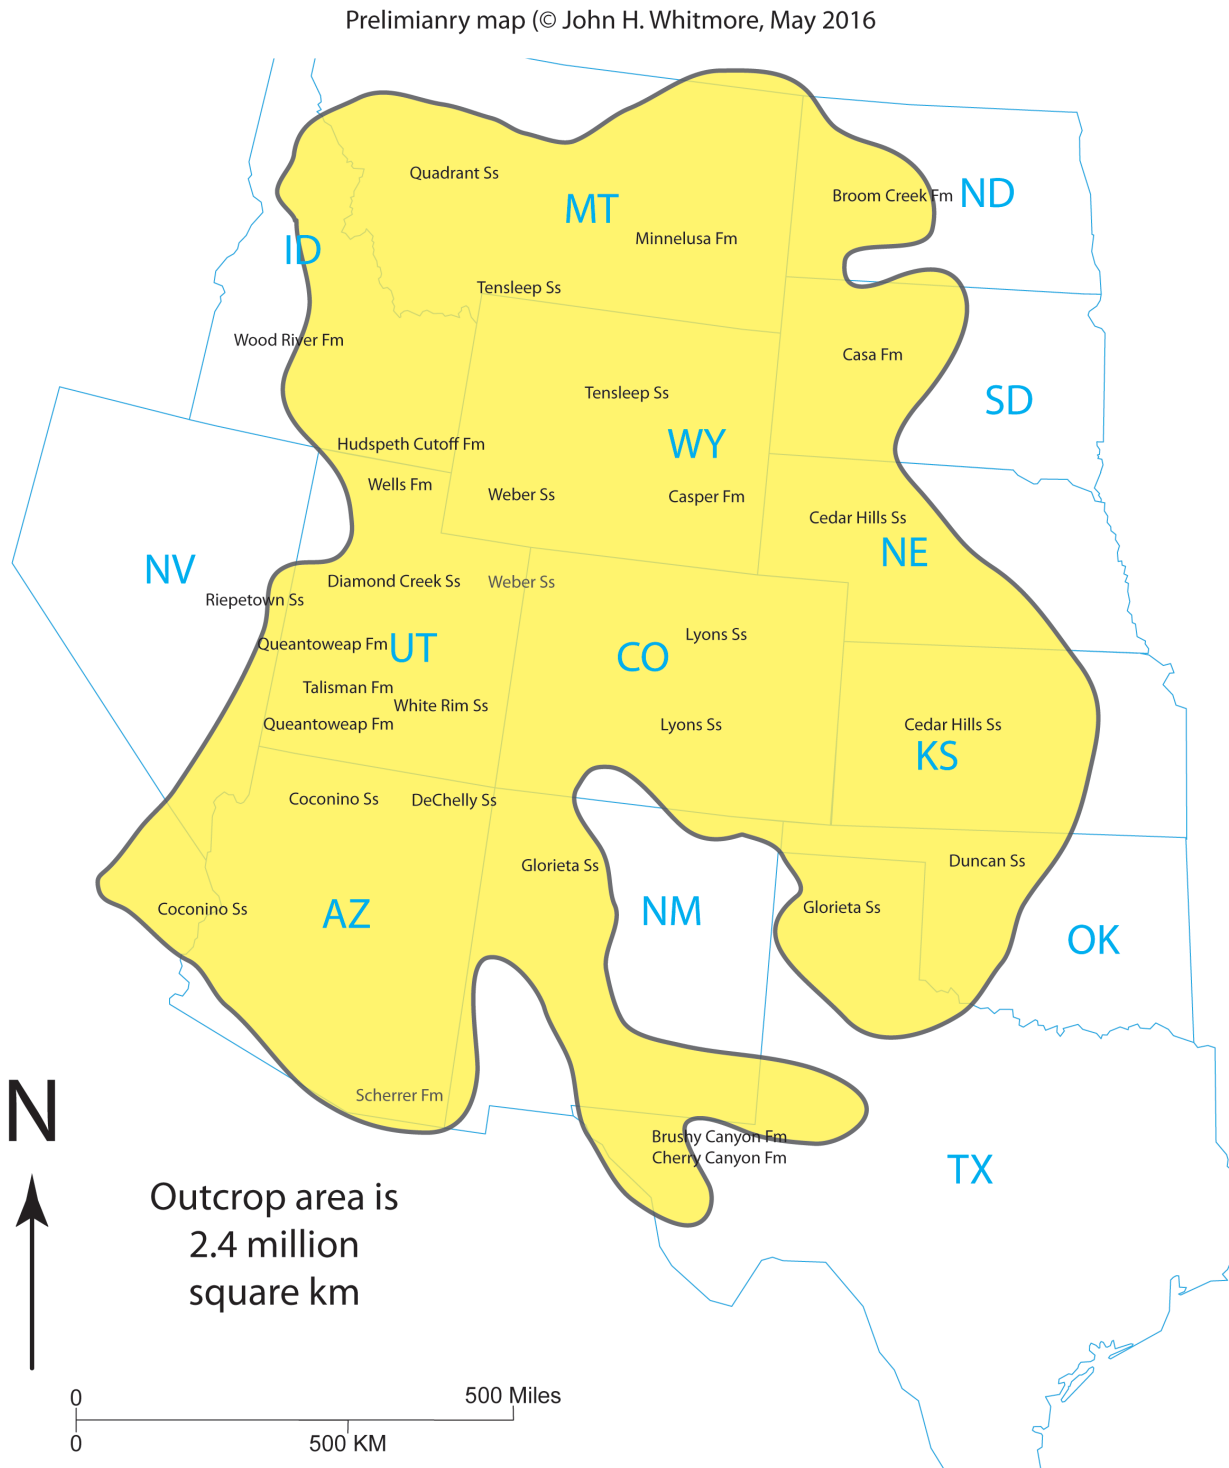 Prelimianry map (© John H. Whitmore, May 2016
Quadrant Ss
MT
Broom Creek Fm
ND
Minnelusa Fm
ID
Tensleep Ss
Wood River Fm
Casa Fm
Tensleep Ss
SD
WY
Hudspeth Cutoff Fm
Wells Fm
Weber Ss
Casper Fm
Cedar Hills Ss
NE
NV
Diamond Creek Ss
Weber Ss
Riepetown Ss
Queantoweap Fm
UT
CO
Lyons Ss
Talisman Fm
White Rim Ss
Queantoweap Fm
Lyons Ss
Cedar Hills Ss
KS
Coconino Ss
DeChelly Ss
Glorieta Ss
Duncan Ss
Coconino Ss
AZ
NM
Glorieta Ss
OK
Scherrer Fm
N
Brushy Canyon Fm
Cherry Canyon Fm
TX
Outcrop area is
2.4 million
square km
0
500 Miles
0
500 KM